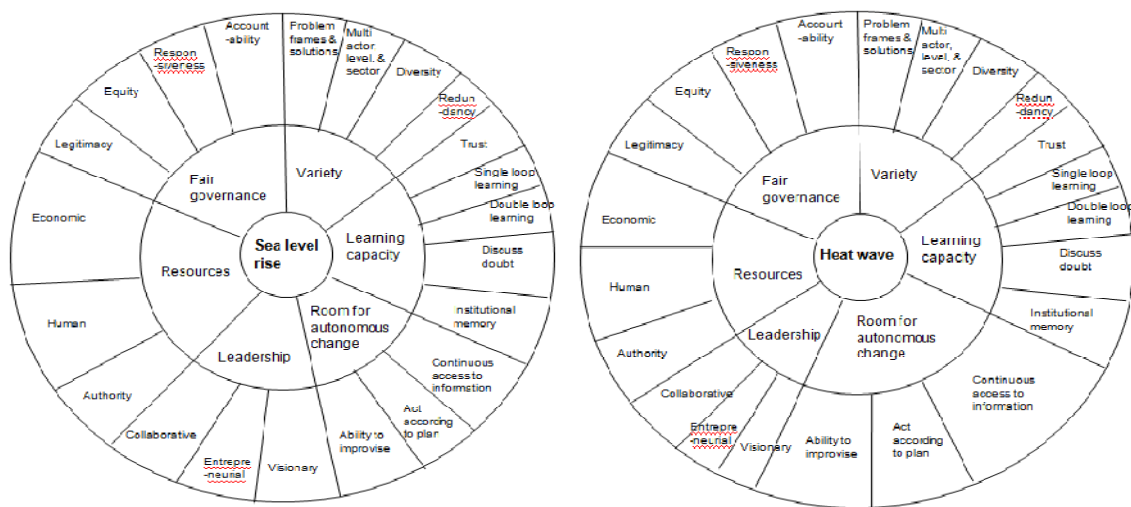 Account
-ability
Problem
frames &
solutions
Multi
actor
level, &
sector
Diversity
Redun
-dancy
Trust
Single loop
learning
Double loop
learning
Discuss
doubt
Institutional
memory
Continuous
access to
information
Act
according
to plan
Ability to
improvise
Visionary
Entrepre
-neurial
Collaborative
Authority
Human
Economic
Legitimacy
Equity
Respon
-siveness
Fair
governance
Variety
Learning
capacity
Room for
autonomous
change
Leadership
Resources
Sea level
rise
Account
-ability
Problem
frames &
solutions
Multi
actor,
level, &
sector
Diversity
Redun
-dancy
Trust
Single loop
learning
Double loop
learning
Discuss
doubt
Institutional
memory
Continuous
access to
information
Act
according
to plan
Ability to
improvise
Visionary
Entrepre
-neurial
Collaborative
Authority
Human
Economic
Legitimacy
Equity
Respon
-siveness
Fair
governance
Variety
Learning
capacity
Room for
autonomous
change
Leadership
Resources
Heat wave